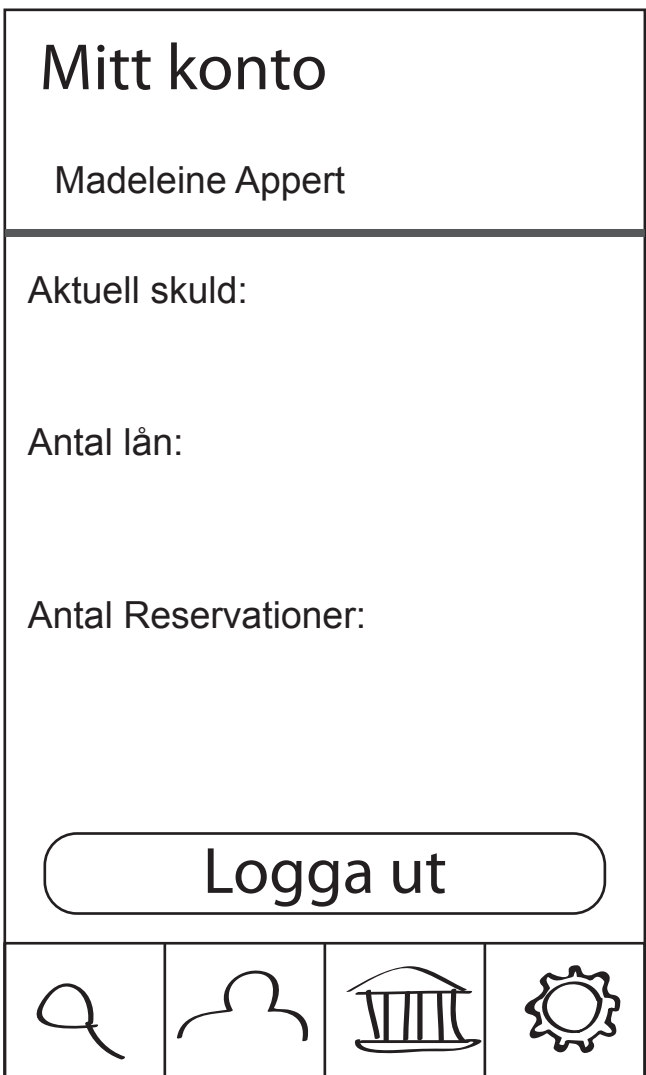 Mitt konto
Madeleine Appert
Aktuell skuld:
Antal lån:
Antal Reservationer:
Logga ut